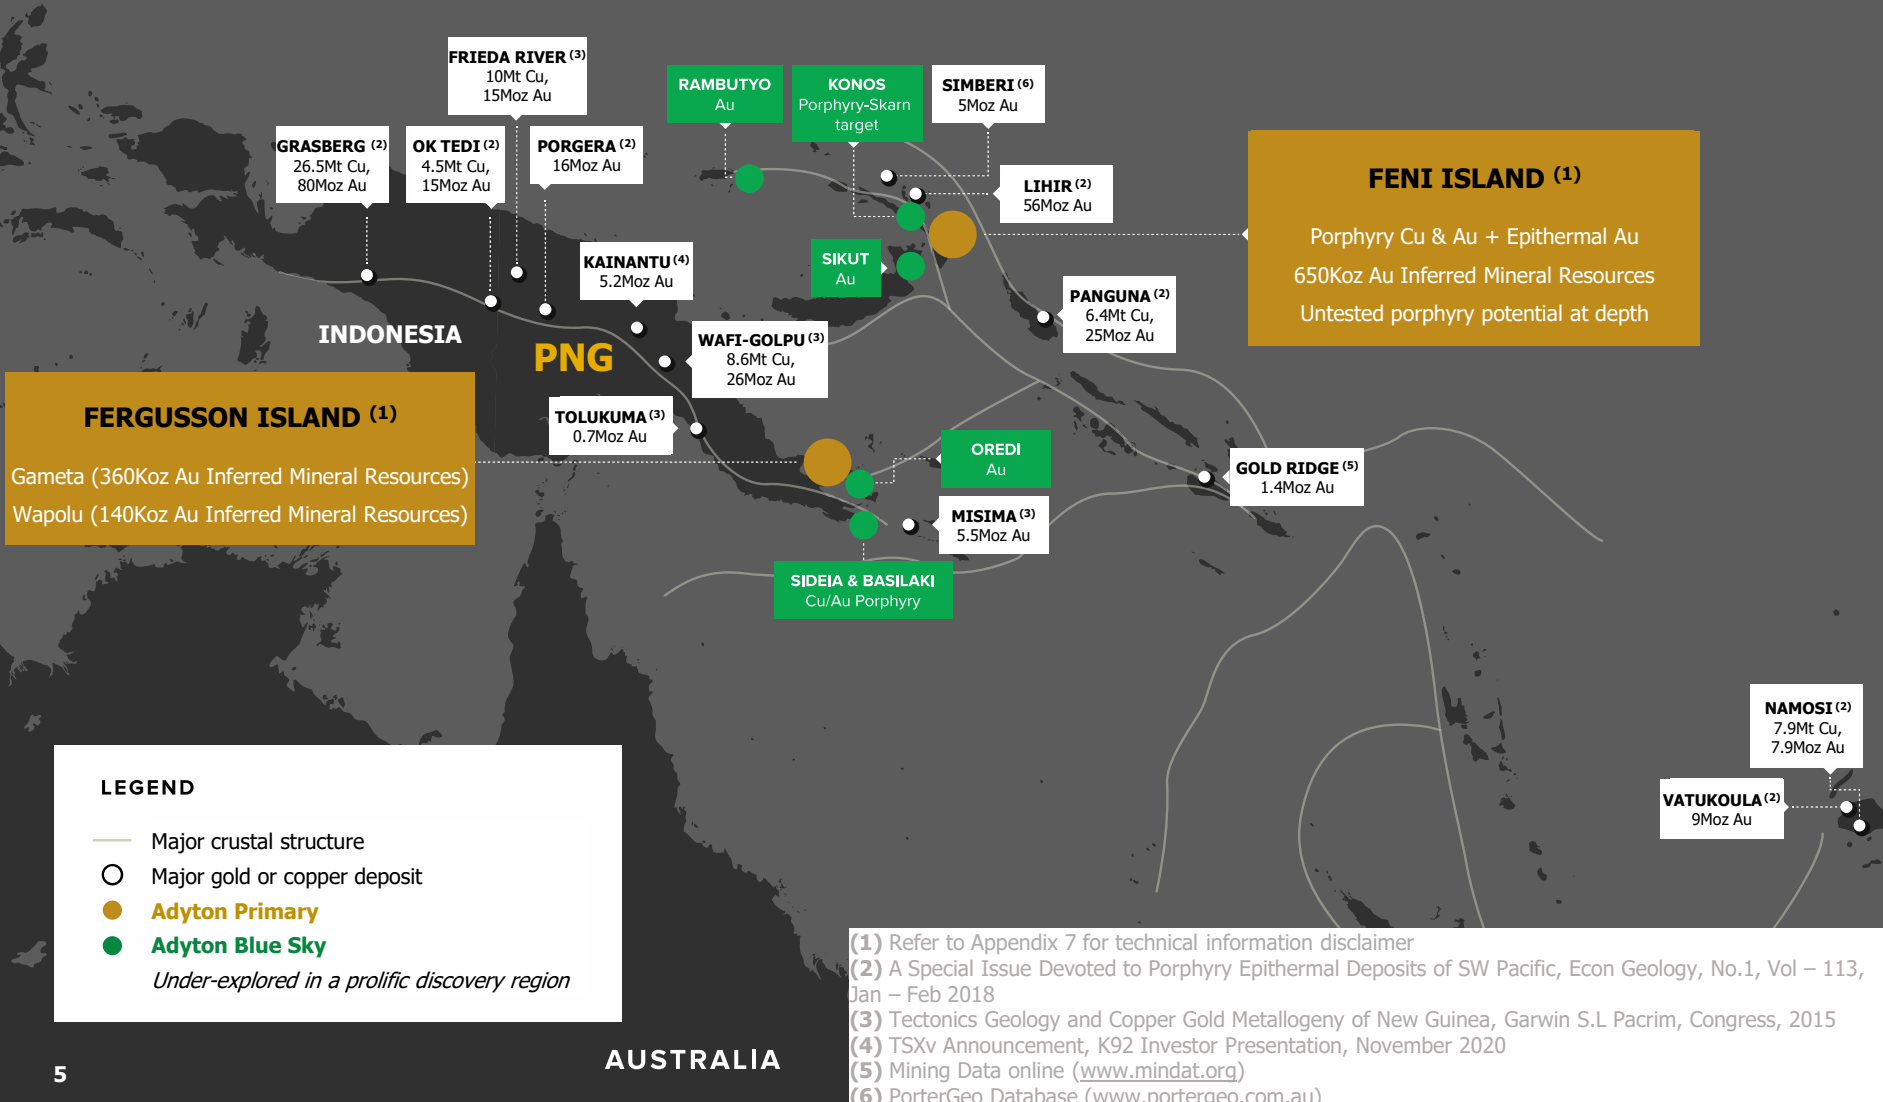 FRIEDA RIVER (3)
10Mt Cu,
15Moz Au
RAMBUTYO
Au
KONOS
Porphyry-Skarn
target
SIMBERI (6)
5Moz Au
GRASBERG (2)
26.5Mt Cu,
80Moz Au
OK TEDI (2)
4.5Mt Cu,
15Moz Au
PORGERA (2)
16Moz Au
LIHIR (2)
56Moz Au
FENI ISLAND (1)
Porphyry Cu & Au + Epithermal Au
650Koz Au Inferred Mineral Resources
Untested porphyry potential at depth
KAINANTU (4)
5.2Moz Au
SIKUT
Au
PANGUNA (2)
6.4Mt Cu,
25Moz Au
INDONESIA
PNG
WAFI-GOLPU (3)
8.6Mt Cu,
26Moz Au
FERGUSSON ISLAND (1)
Gameta (360Koz Au Inferred Mineral Resources)
Wapolu (140Koz Au Inferred Mineral Resources)
TOLUKUMA (3)
0.7Moz Au
OREDI
Au
GOLD RIDGE (5)
1.4Moz Au
MISIMA (3)
5.5Moz Au
SIDEIA & BASILAKI
Cu/Au Porphyry
NAMOSI (2)
7.9Mt Cu,
7.9Moz Au
VATUKOULA (2)
9Moz Au
LEGEND
Major crustal structure
Major gold or copper deposit
Adyton Primary
Adyton Blue Sky
Under-explored in a prolific discovery region
AUSTRALIA
5
(1) Refer to Appendix 7 for technical information disclaimer
(2) A Special Issue Devoted to Porphyry Epithermal Deposits of SW Pacific, Econ Geology, No.1, Vol – 113,
Jan – Feb 2018
(3) Tectonics Geology and Copper Gold Metallogeny of New Guinea, Garwin S.L Pacrim, Congress, 2015
(4) TSXv Announcement, K92 Investor Presentation, November 2020
(5) Mining Data online (www.mindat.org)
(6) PorterGeo Database (www.portergeo.com.au)